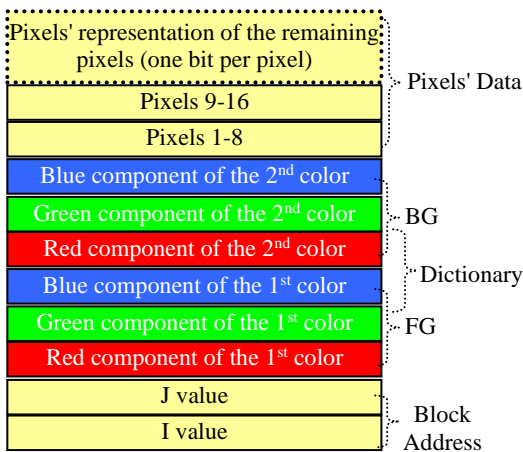 Pixels' representation of the remaining
pixels (one bit per pixel)
Pixels' Data
Pixels 9-16
Pixels 1-8
Blue component of the 2nd color
Green component of the 2nd color
BG
Red component of the 2nd color
Dictionary
Blue component of the 1st color
Green component of the 1st color
FG
Red component of the 1st color
J value
I value
Block
Address